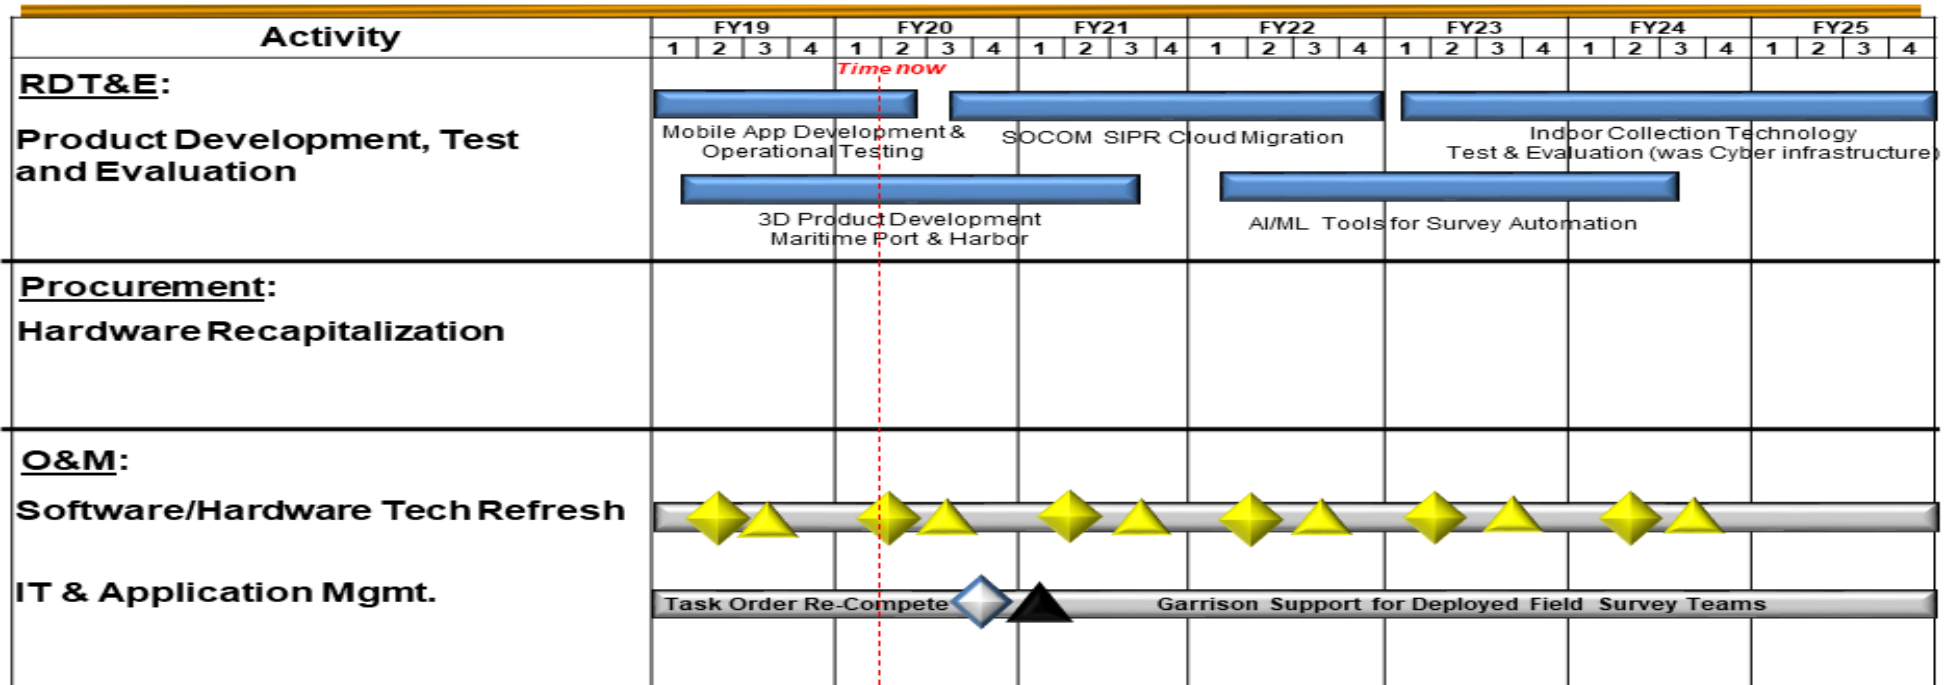 Activity
FY19 FY20 FY21 FY22 FY23 FY24 FY25
1 2 3 4 1 2 3 4 1 2 3 4 1 2 3 4 1 2 3 4 1 2 3 4 1 2 3 4
Time now
RDT&E:
Product Development, Test
and Evaluation
Mobile App Development &
Operational Testing
SOCOM SIPR Cloud Migration
Indoor Collection Technology
Test & Evaluation (was Cyber infrastructure)
3D Product Development
Maritime Port & Harbor
AI/ML Tools for Survey Automation
Procurement:
Hardware Recapitalization
O&M:
Software/Hardware Tech Refresh
IT & Application Mgmt.
Task Order Re-Compete
Garrison Support for Deployed Field Survey Teams